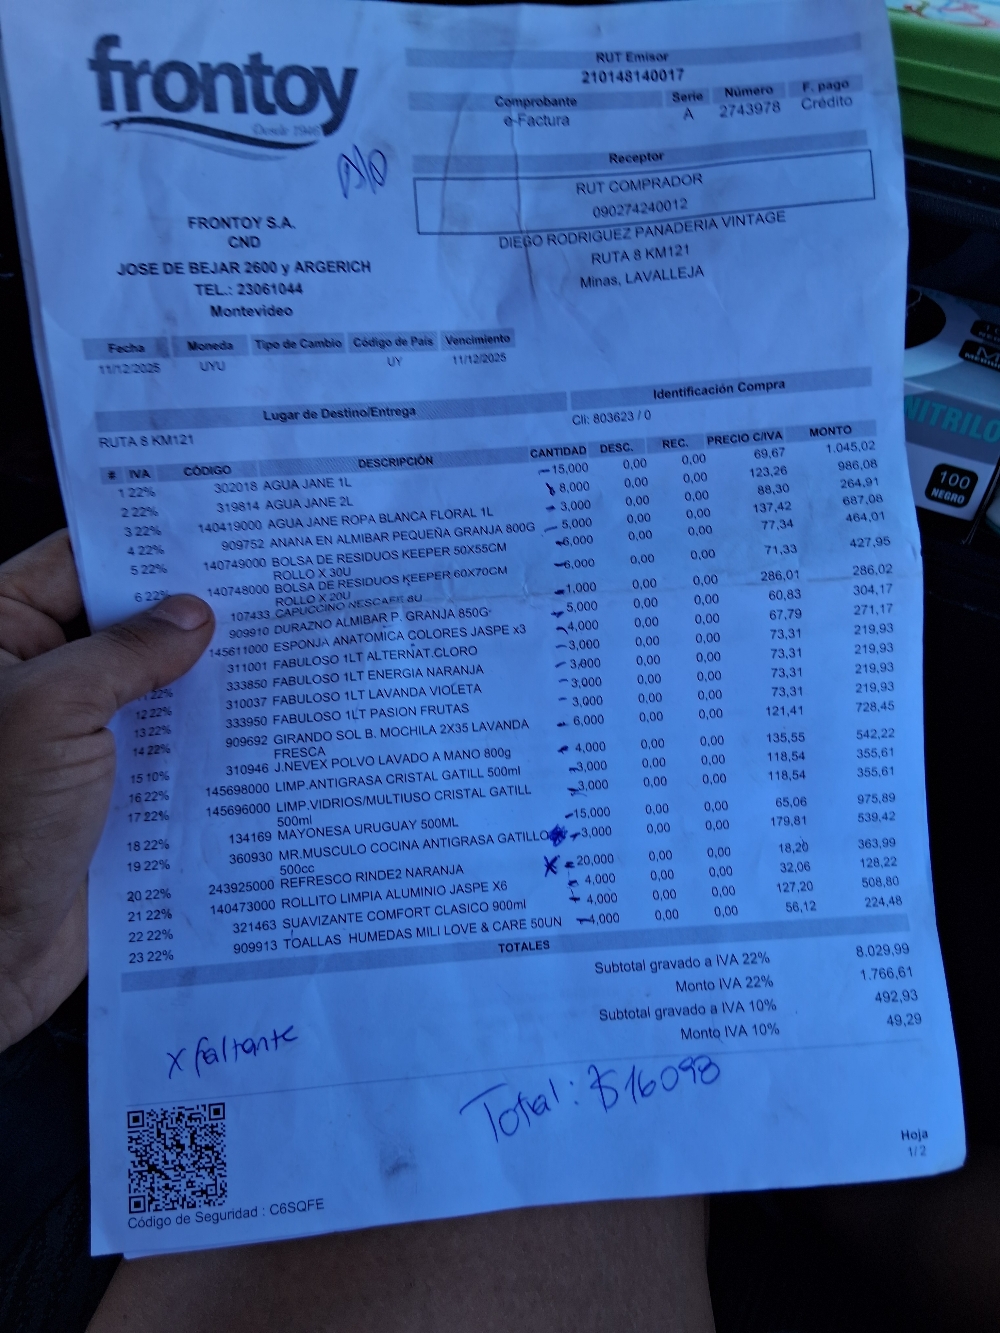 frontoy
Desde 1946
RUT Emisor
210148140017
Comprobante Serie Número F. pago
e-Factura A 2743978 Crédito
Receptor
RUT COMPRADOR
090274240012
DIEGO RODRIGUEZ PANADERIA VINTAGE
RUTA 8 KM121
Minas, LAVALLEJA
FRONTOY S.A.
CND
JOSE DE BEJAR 2600 y ARGERICH
TEL.: 23061044
Montevideo
Fecha Moneda Tipo de Cambio Código de País Vencimiento
11/12/2025 UYU UY 11/12/2025
Lugar de Destino/Entrega Identificación Compra
RUTA 8 KM121 Cli: 803623 / 0
# IVA CÓDIGO DESCRIPCIÓN CANTIDAD DESC. REC. PRECIO C/IVA MONTO
1 22% 302018 AGUA JANE 1L 15,000 0,00 0,00 69,67 1.045,02
2 22% 319814 AGUA JANE 2L 8,000 0,00 0,00 123,26 986,08
3 22% 140419000 AGUA JANE ROPA BLANCA FLORAL 1L 3,000 0,00 0,00 88,30 264,91
4 22% 909752 ANANA EN ALMIBAR PEQUEÑA GRANJA 800G 5,000 0,00 0,00 137,42 687,08
5 22% 140749000 BOLSA DE RESIDUOS KEEPER 50X55CM 6,000 0,00 0,00 77,34 464,01
ROLLO X 30U
6 22% 140748000 BOLSA DE RESIDUOS KEEPER 60X70CM 6,000 0,00 0,00 71,33 427,95
ROLLO X 20U
107433 CAPUCCINO NESCAFE 8U 1,000 0,00 0,00 286,01 286,02
909910 DURAZNO ALMIBAR P. GRANJA 850G 5,000 0,00 0,00 60,83 304,17
145611000 ESPONJA ANATOMICA COLORES JASPE x3 4,000 0,00 0,00 67,79 271,17
311001 FABULOSO 1LT ALTERNAT.CLORO 3,000 0,00 0,00 73,31 219,93
22% 333850 FABULOSO 1LT ENERGIA NARANJA 3,000 0,00 0,00 73,31 219,93
12 22% 310037 FABULOSO 1LT LAVANDA VIOLETA 3,000 0,00 0,00 73,31 219,93
13 22% 333950 FABULOSO 1LT PASION FRUTAS 3,000 0,00 0,00 73,31 219,93
14 22% 909692 GIRANDO SOL B. MOCHILA 2X35 LAVANDA 6,000 0,00 0,00 121,41 728,45
FRESCA
15 10% 310946 J.NEVEX POLVO LAVADO A MANO 800g 4,000 0,00 0,00 135,55 542,22
16 22% 145698000 LIMP.ANTIGRASA CRISTAL GATILL 500ml 3,000 0,00 0,00 118,54 355,61
17 22% 145696000 LIMP.VIDRIOS/MULTIUSO CRISTAL GATILL 3,000 0,00 0,00 118,54 355,61
500ml
18 22% 134169 MAYONESA URUGUAY 500ML 15,000 0,00 0,00 65,06 975,89
19 22% 360930 MR.MUSCULO COCINA ANTIGRASA GATILLO 3,000 0,00 0,00 179,81 539,42
500cc
20 22% 243925000 REFRESCO RINDE2 NARANJA X 20,000 0,00 0,00 18,20 363,99
21 22% 140473000 ROLLITO LIMPIA ALUMINIO JASPE X6 4,000 0,00 0,00 32,06 128,22
22 22% 321463 SUAVIZANTE COMFORT CLASICO 900ml 4,000 0,00 0,00 127,20 508,80
23 22% 909913 TOALLAS HUMEDAS MILI LOVE & CARE 50UN 4,000 0,00 0,00 56,12 224,48
TOTALES
Subtotal gravado a IVA 22% 8.029,99
Monto IVA 22% 1.766,61
Subtotal gravado a IVA 10% 492,93
Monto IVA 10% 49,29
X faltante
Total: $16098
Hoja
1/2
Código de Seguridad : C6SQFE
NITRILO
100
NEGRO